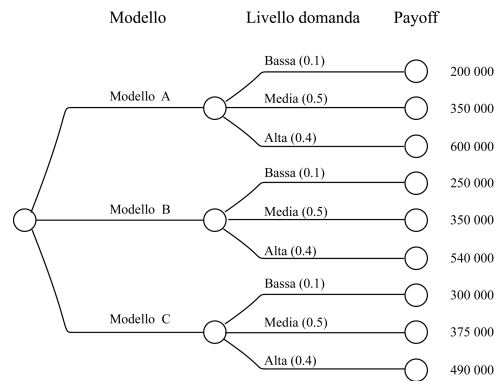 Modello Livello domanda Payoff
Bassa (0.1) 200 000
Modello A Media (0.5) 350 000
Alta (0.4) 600 000
Bassa (0.1) 250 000
Modello B Media (0.5) 350 000
Alta (0.4) 540 000
Bassa (0.1) 300 000
Modello C Media (0.5) 375 000
Alta (0.4) 490 000